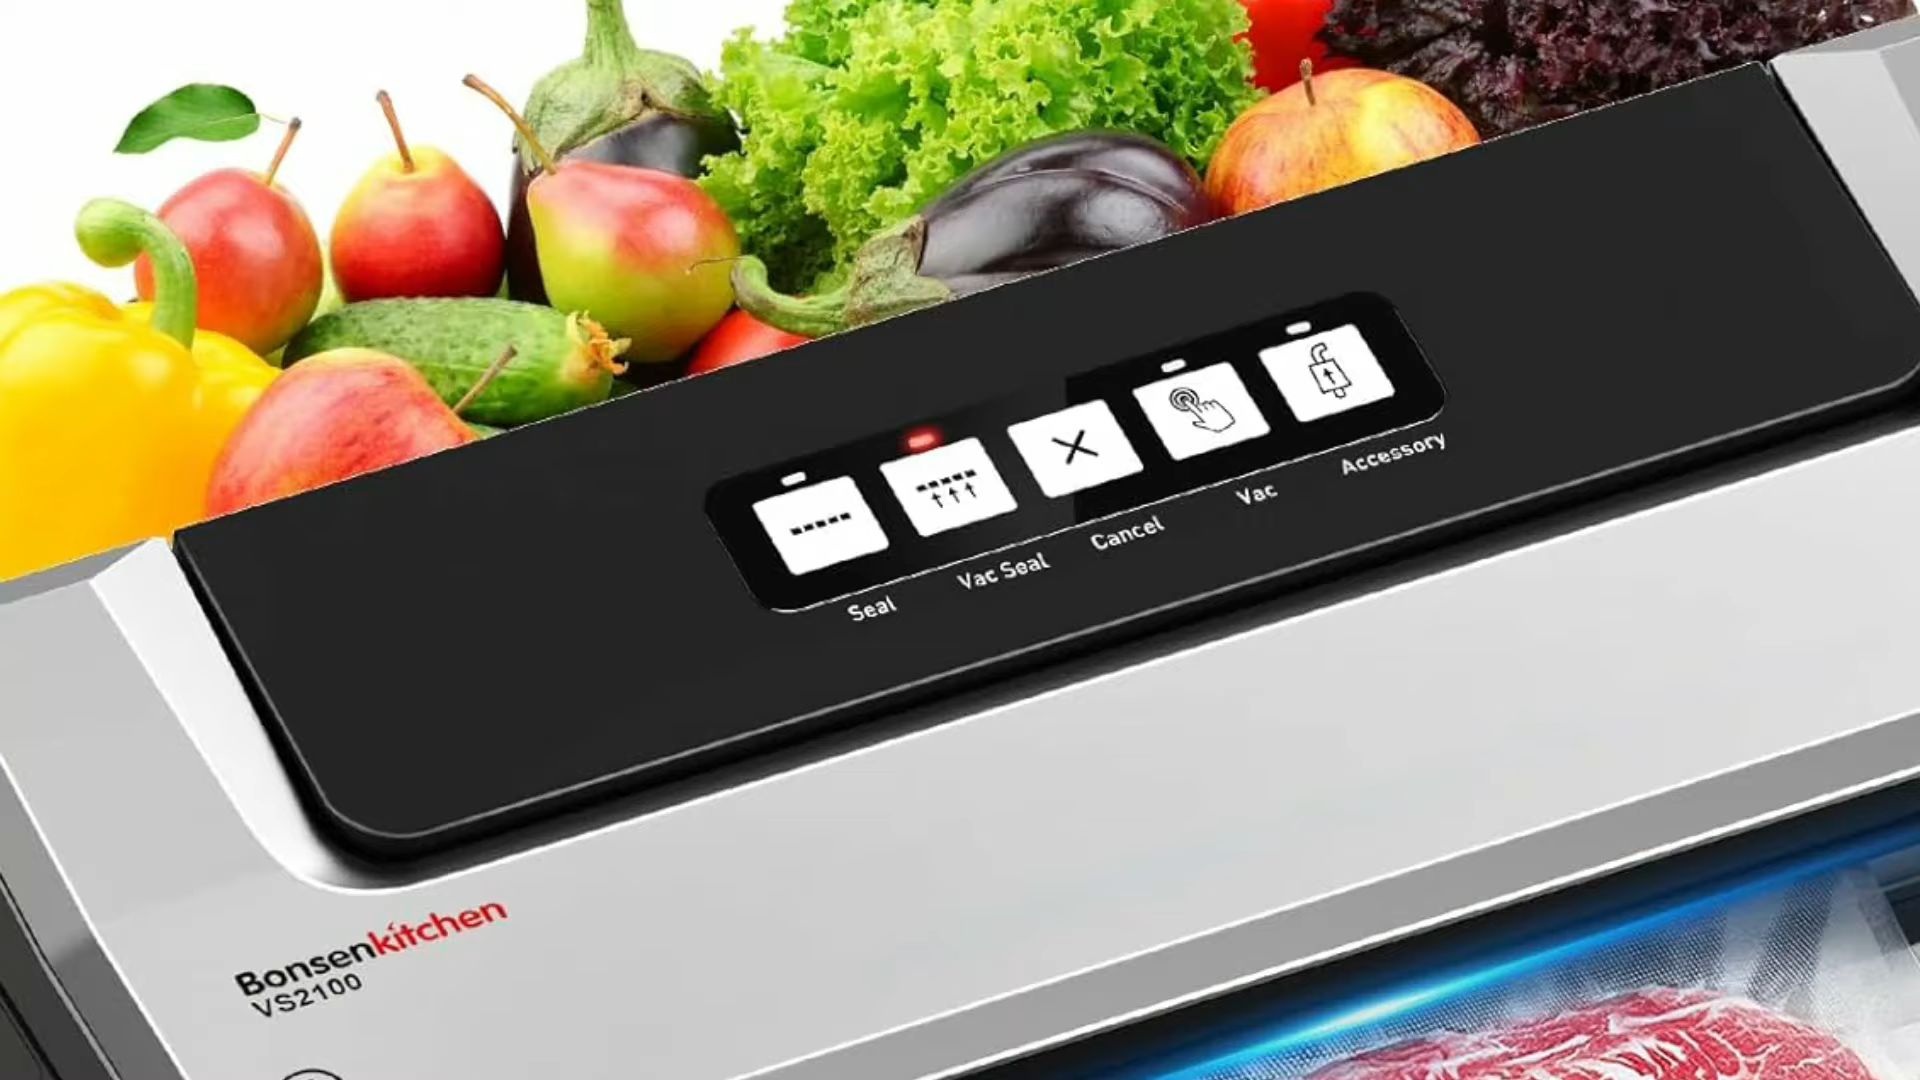 Seal
Vac Seal
Cancel
Vac
Accessory
Bonsenkitchen
VS2100